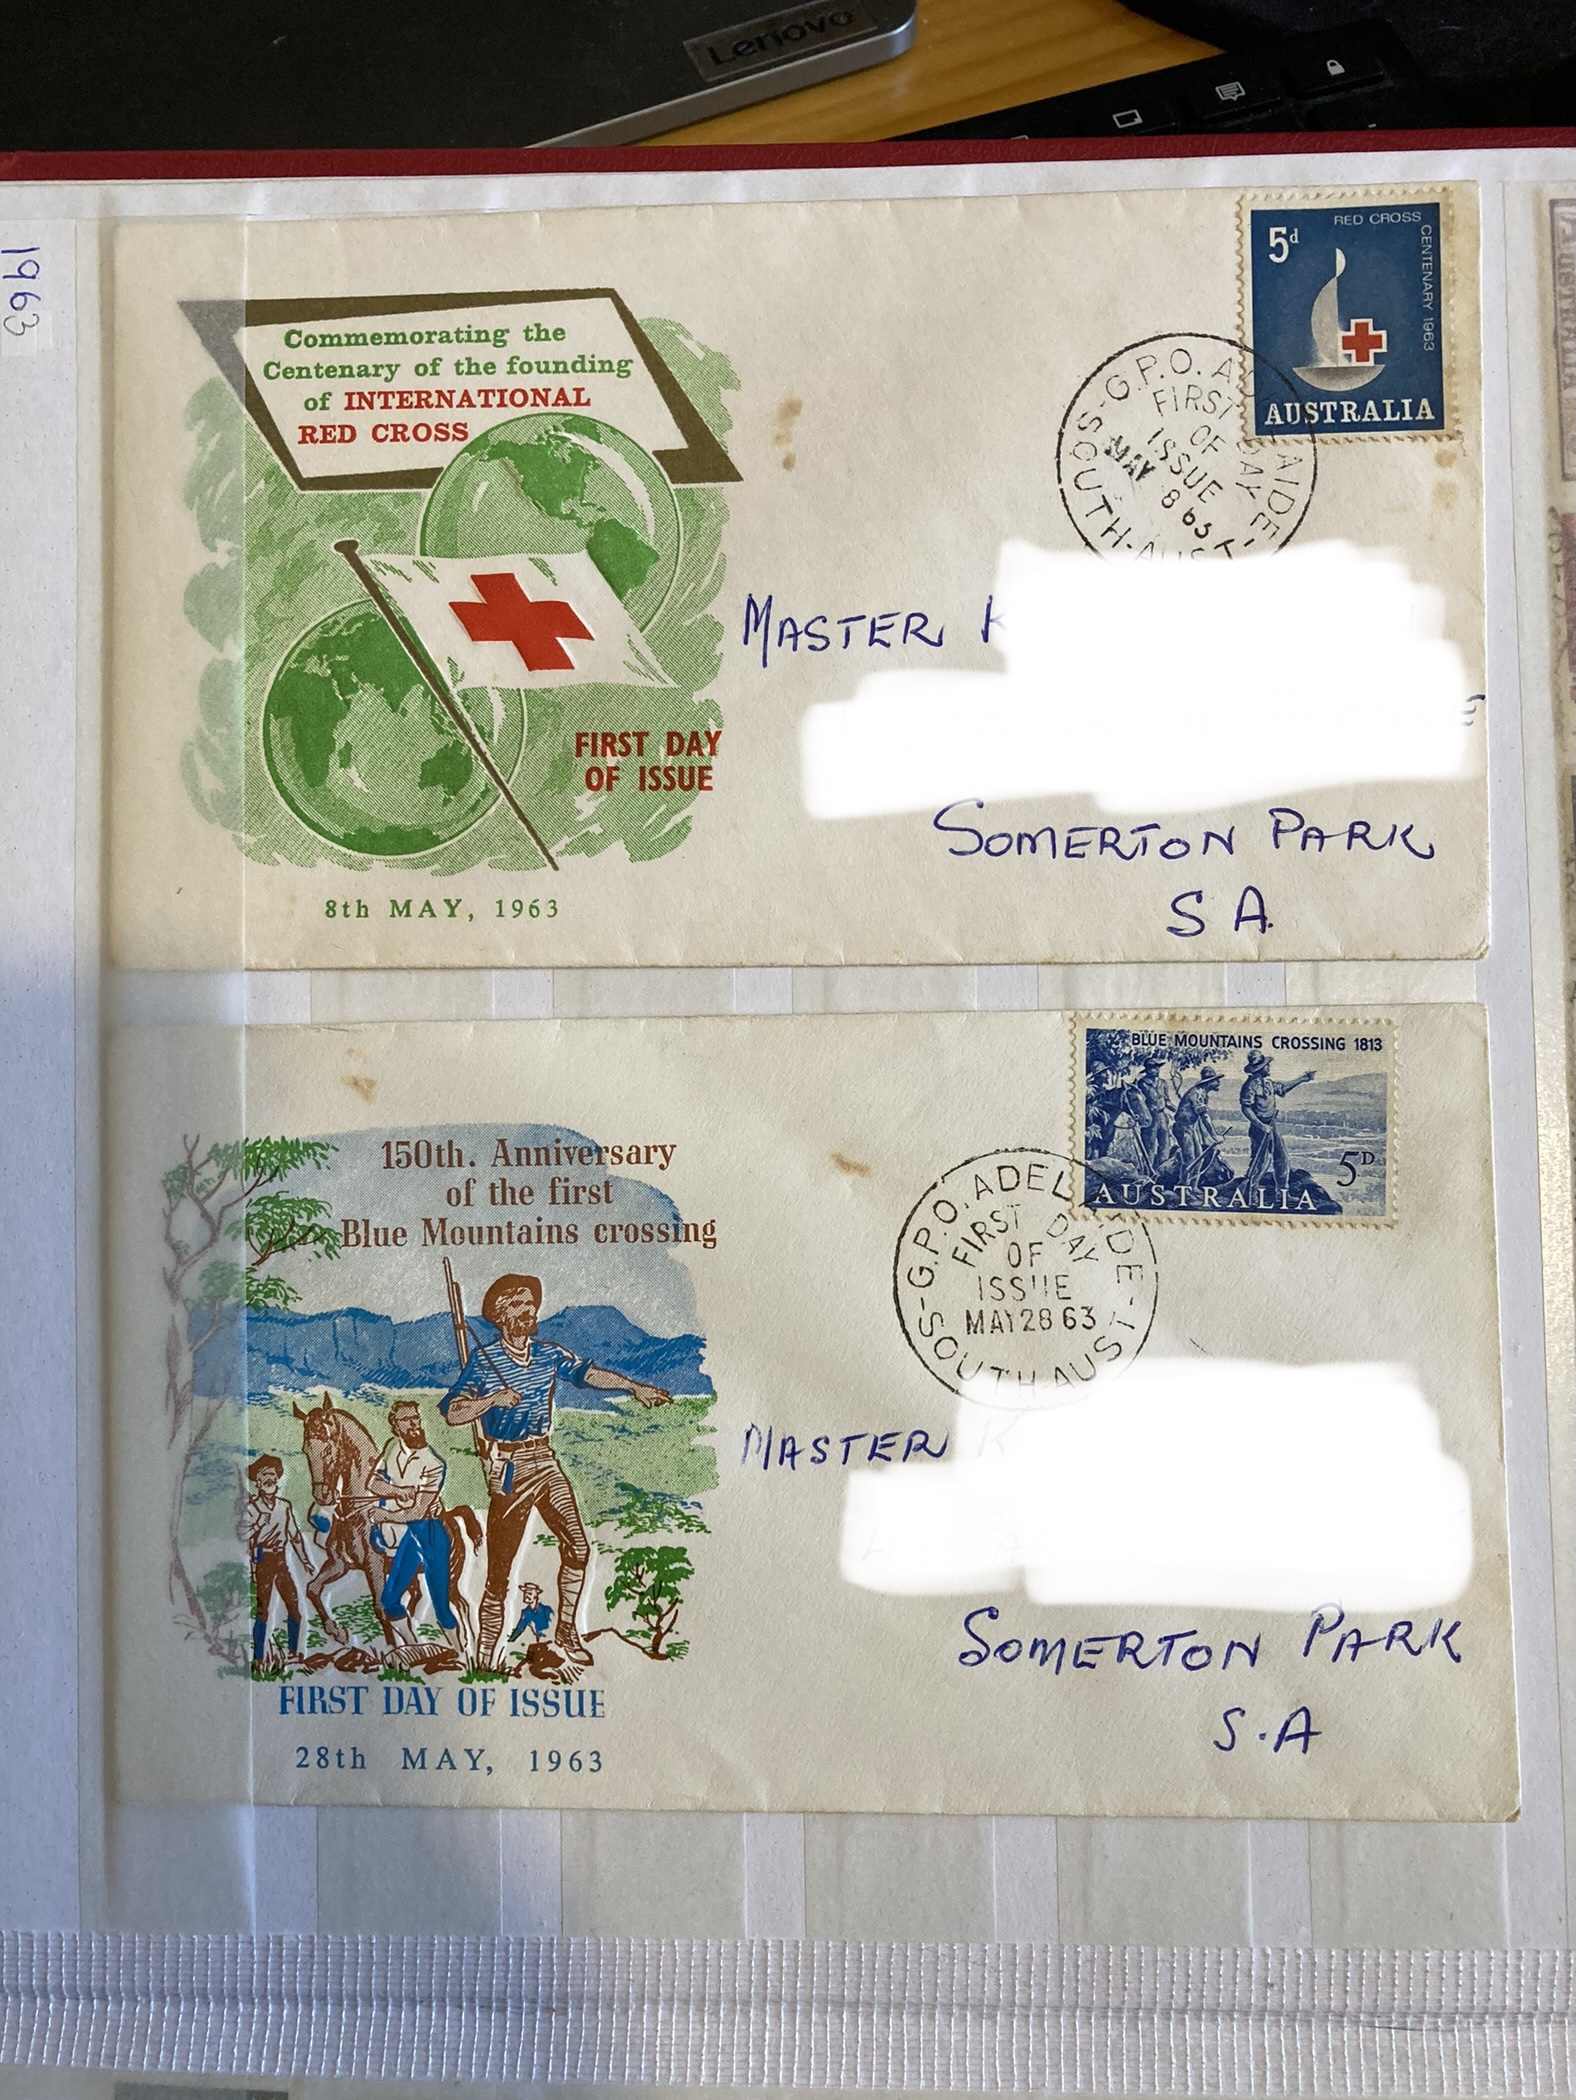 Lenovo
1963
Commemorating the
Centenary of the founding
of INTERNATIONAL
RED CROSS
FIRST DAY
OF ISSUE
8th MAY, 1963
5d
RED CROSS
CENTENARY 1963
AUSTRALIA
G.P.O. ADELAIDE
FIRST DAY
OF
ISSUE
MAY 8 63
SOUTH-AUST
MASTER K
SOMERTON PARK
S A.
150th. Anniversary
of the first
Blue Mountains crossing
FIRST DAY OF ISSUE
28th MAY, 1963
BLUE MOUNTAINS CROSSING 1813
5D
AUSTRALIA
G.P.O. ADELAIDE
FIRST DAY
OF
ISSUE
MAY 28 63
SOUTH-AUST
MASTER K
SOMERTON PARK
S.A